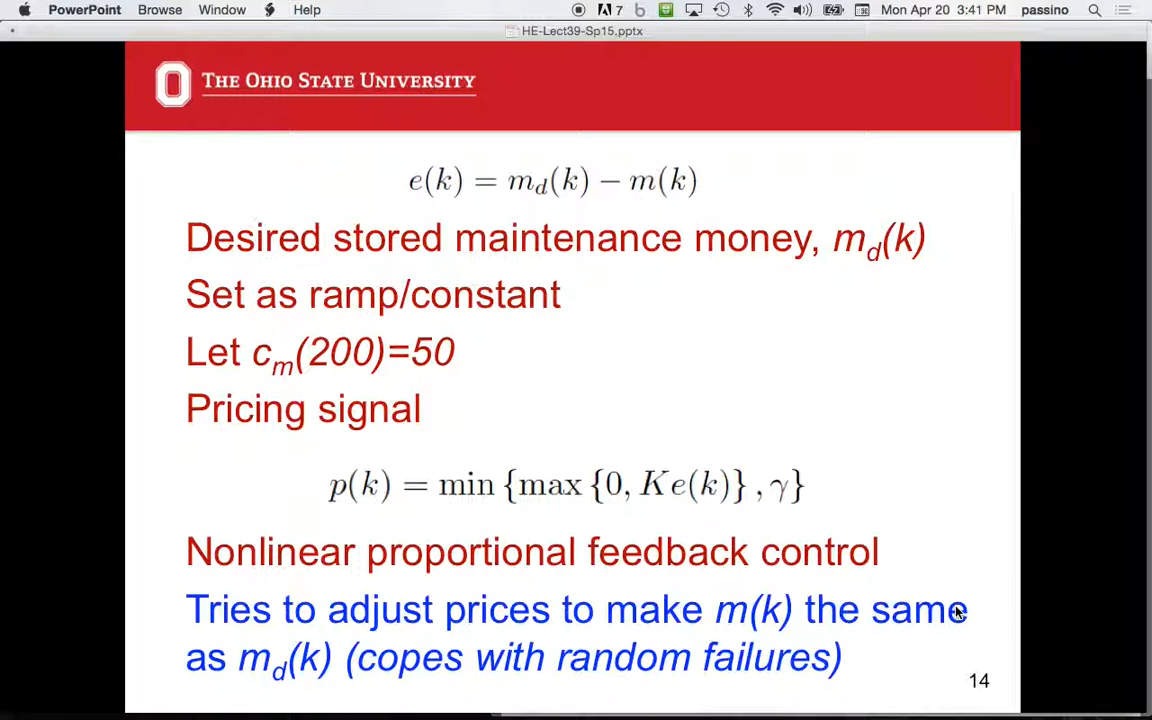 PowerPoint Browse Window Help 7 Mon Apr 20 3:41 PM passino
HE-Lect39-Sp15.pptx
THE OHIO STATE UNIVERSITY
e(k) = m_d(k) − m(k)
Desired stored maintenance money, m_d(k)
Set as ramp/constant
Let c_m(200)=50
Pricing signal
p(k) = min {max {0, Ke(k)} , γ}
Nonlinear proportional feedback control
Tries to adjust prices to make m(k) the same
as m_d(k) (copes with random failures)
14